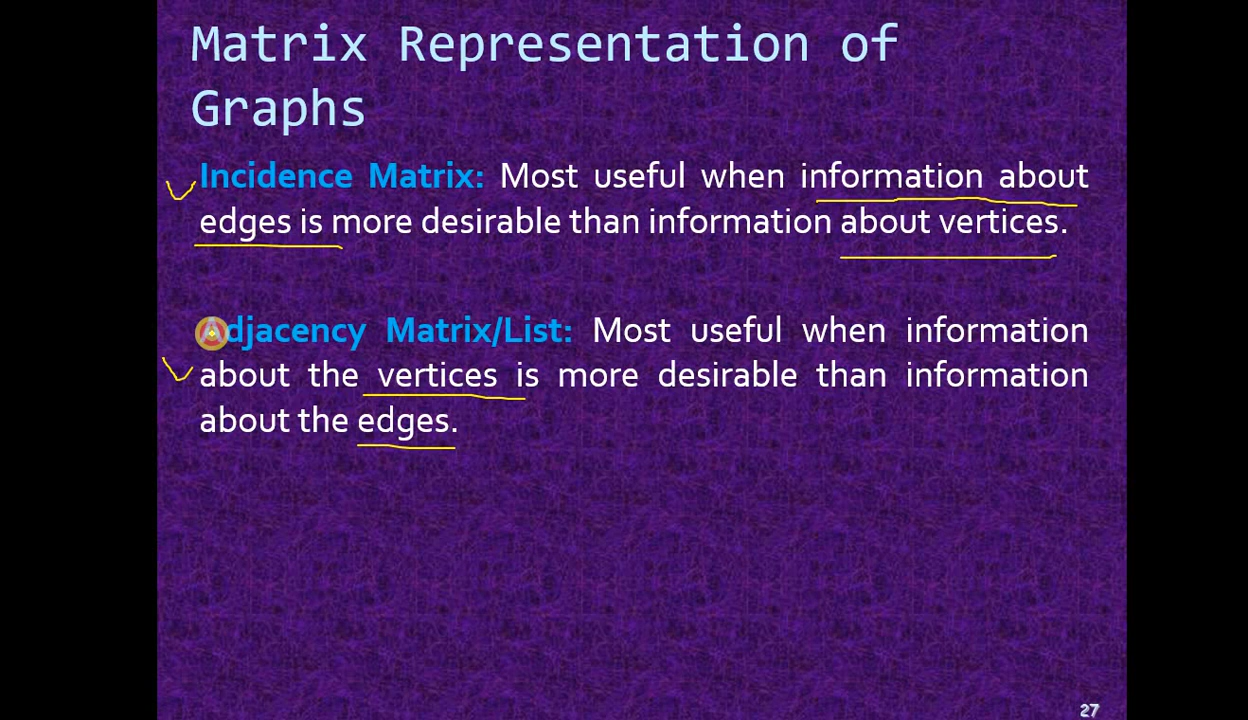 Matrix Representation of
Graphs
Incidence Matrix: Most useful when information about
edges is more desirable than information about vertices.
Adjacency Matrix/List: Most useful when information
about the vertices is more desirable than information
about the edges.
27